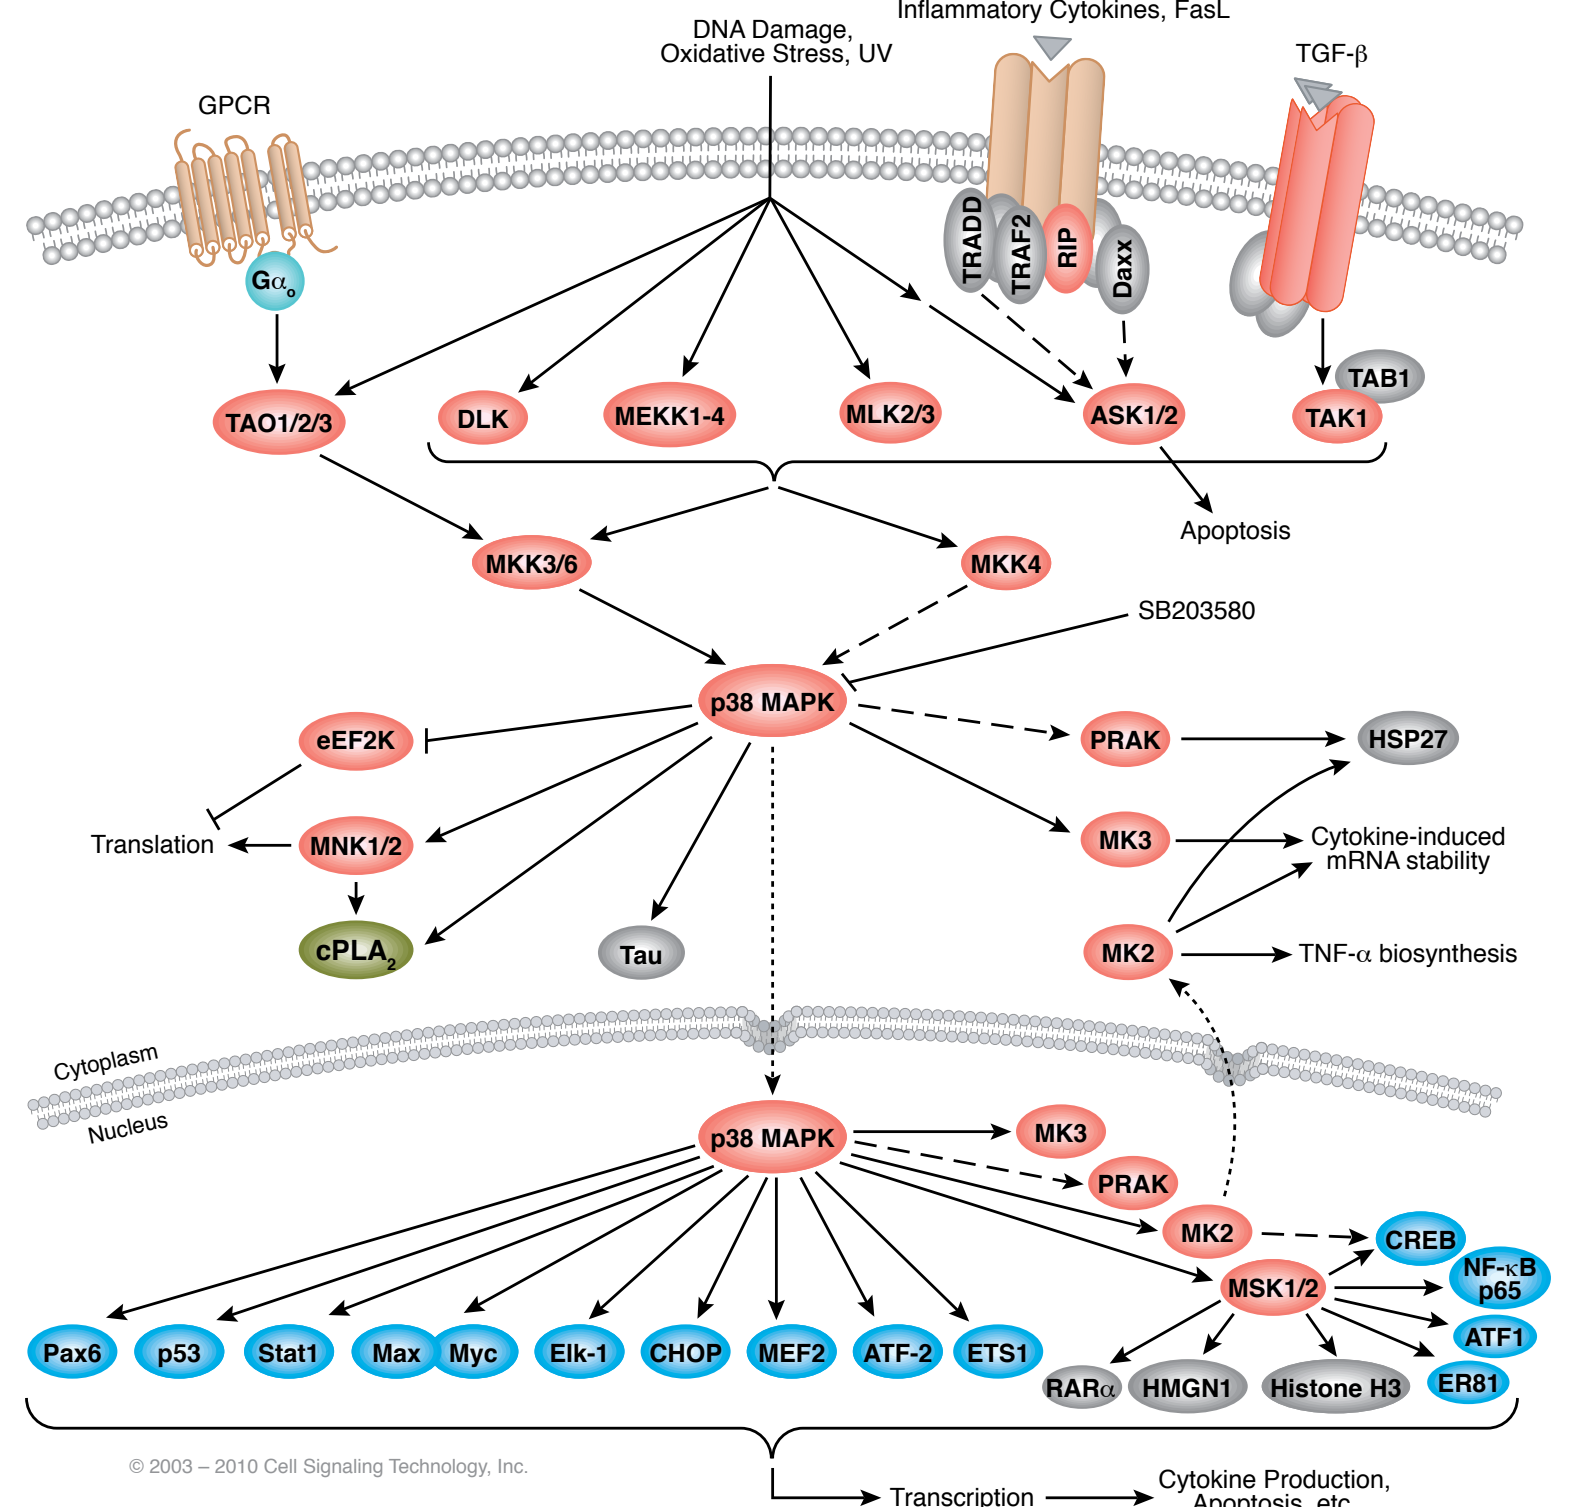 Inflammatory Cytokines, FasL
DNA Damage,
Oxidative Stress, UV
TGF-β
GPCR
TRADD
TRAF2
RIP
Daxx
Gαo
TAB1
TAO1/2/3
DLK
MEKK1-4
MLK2/3
ASK1/2
TAK1
Apoptosis
MKK3/6
MKK4
SB203580
p38 MAPK
eEF2K
PRAK
HSP27
Translation
MNK1/2
MK3
Cytokine-induced
mRNA stability
cPLA2
Tau
MK2
TNF-α biosynthesis
Cytoplasm
Nucleus
p38 MAPK
MK3
PRAK
MK2
CREB
MSK1/2
NF-κB
p65
ATF1
Pax6
p53
Stat1
Max
Myc
Elk-1
CHOP
MEF2
ATF-2
ETS1
RARα
HMGN1
Histone H3
ER81
© 2003 – 2010 Cell Signaling Technology, Inc.
Transcription
Cytokine Production,
Apoptosis, etc